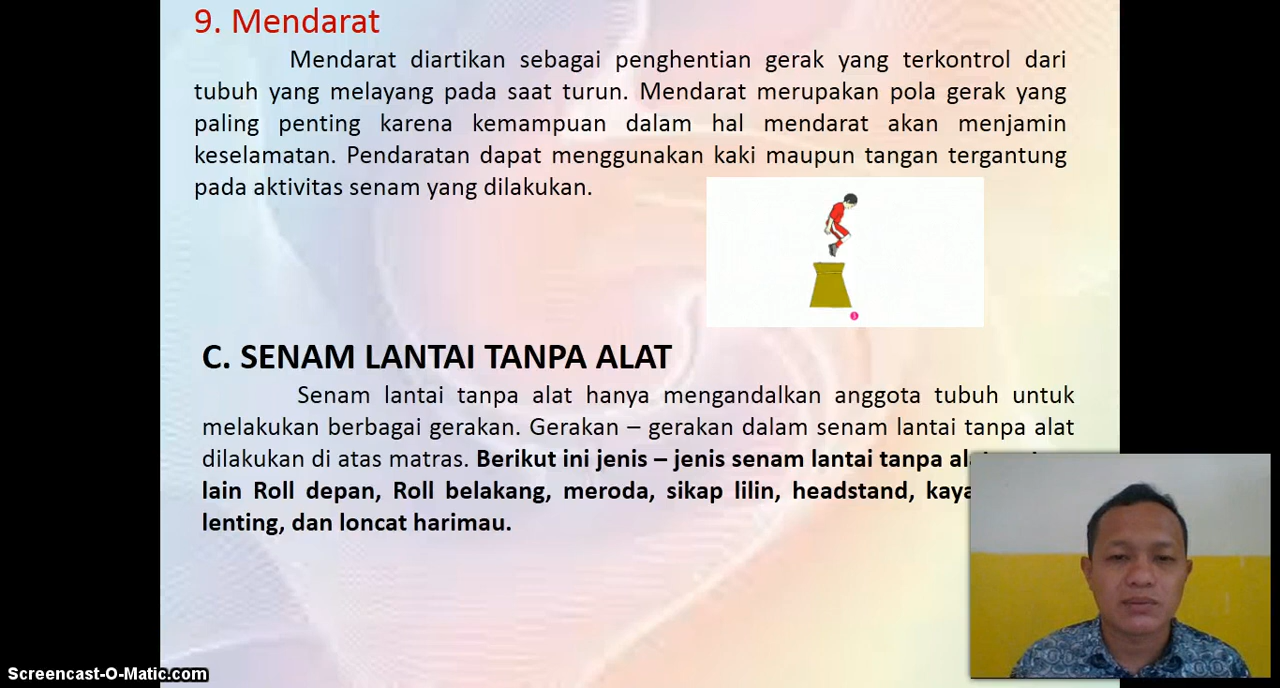 9. Mendarat
Mendarat diartikan sebagai penghentian gerak yang terkontrol dari
tubuh yang melayang pada saat turun. Mendarat merupakan pola gerak yang
paling penting karena kemampuan dalam hal mendarat akan menjamin
keselamatan. Pendaratan dapat menggunakan kaki maupun tangan tergantung
pada aktivitas senam yang dilakukan.
C. SENAM LANTAI TANPA ALAT
Senam lantai tanpa alat hanya mengandalkan anggota tubuh untuk
melakukan berbagai gerakan. Gerakan – gerakan dalam senam lantai tanpa alat
dilakukan di atas matras. Berikut ini jenis – jenis senam lantai tanpa
lain Roll depan, Roll belakang, meroda, sikap lilin, headstand,
lenting, dan loncat harimau.
Screencast-O-Matic.com